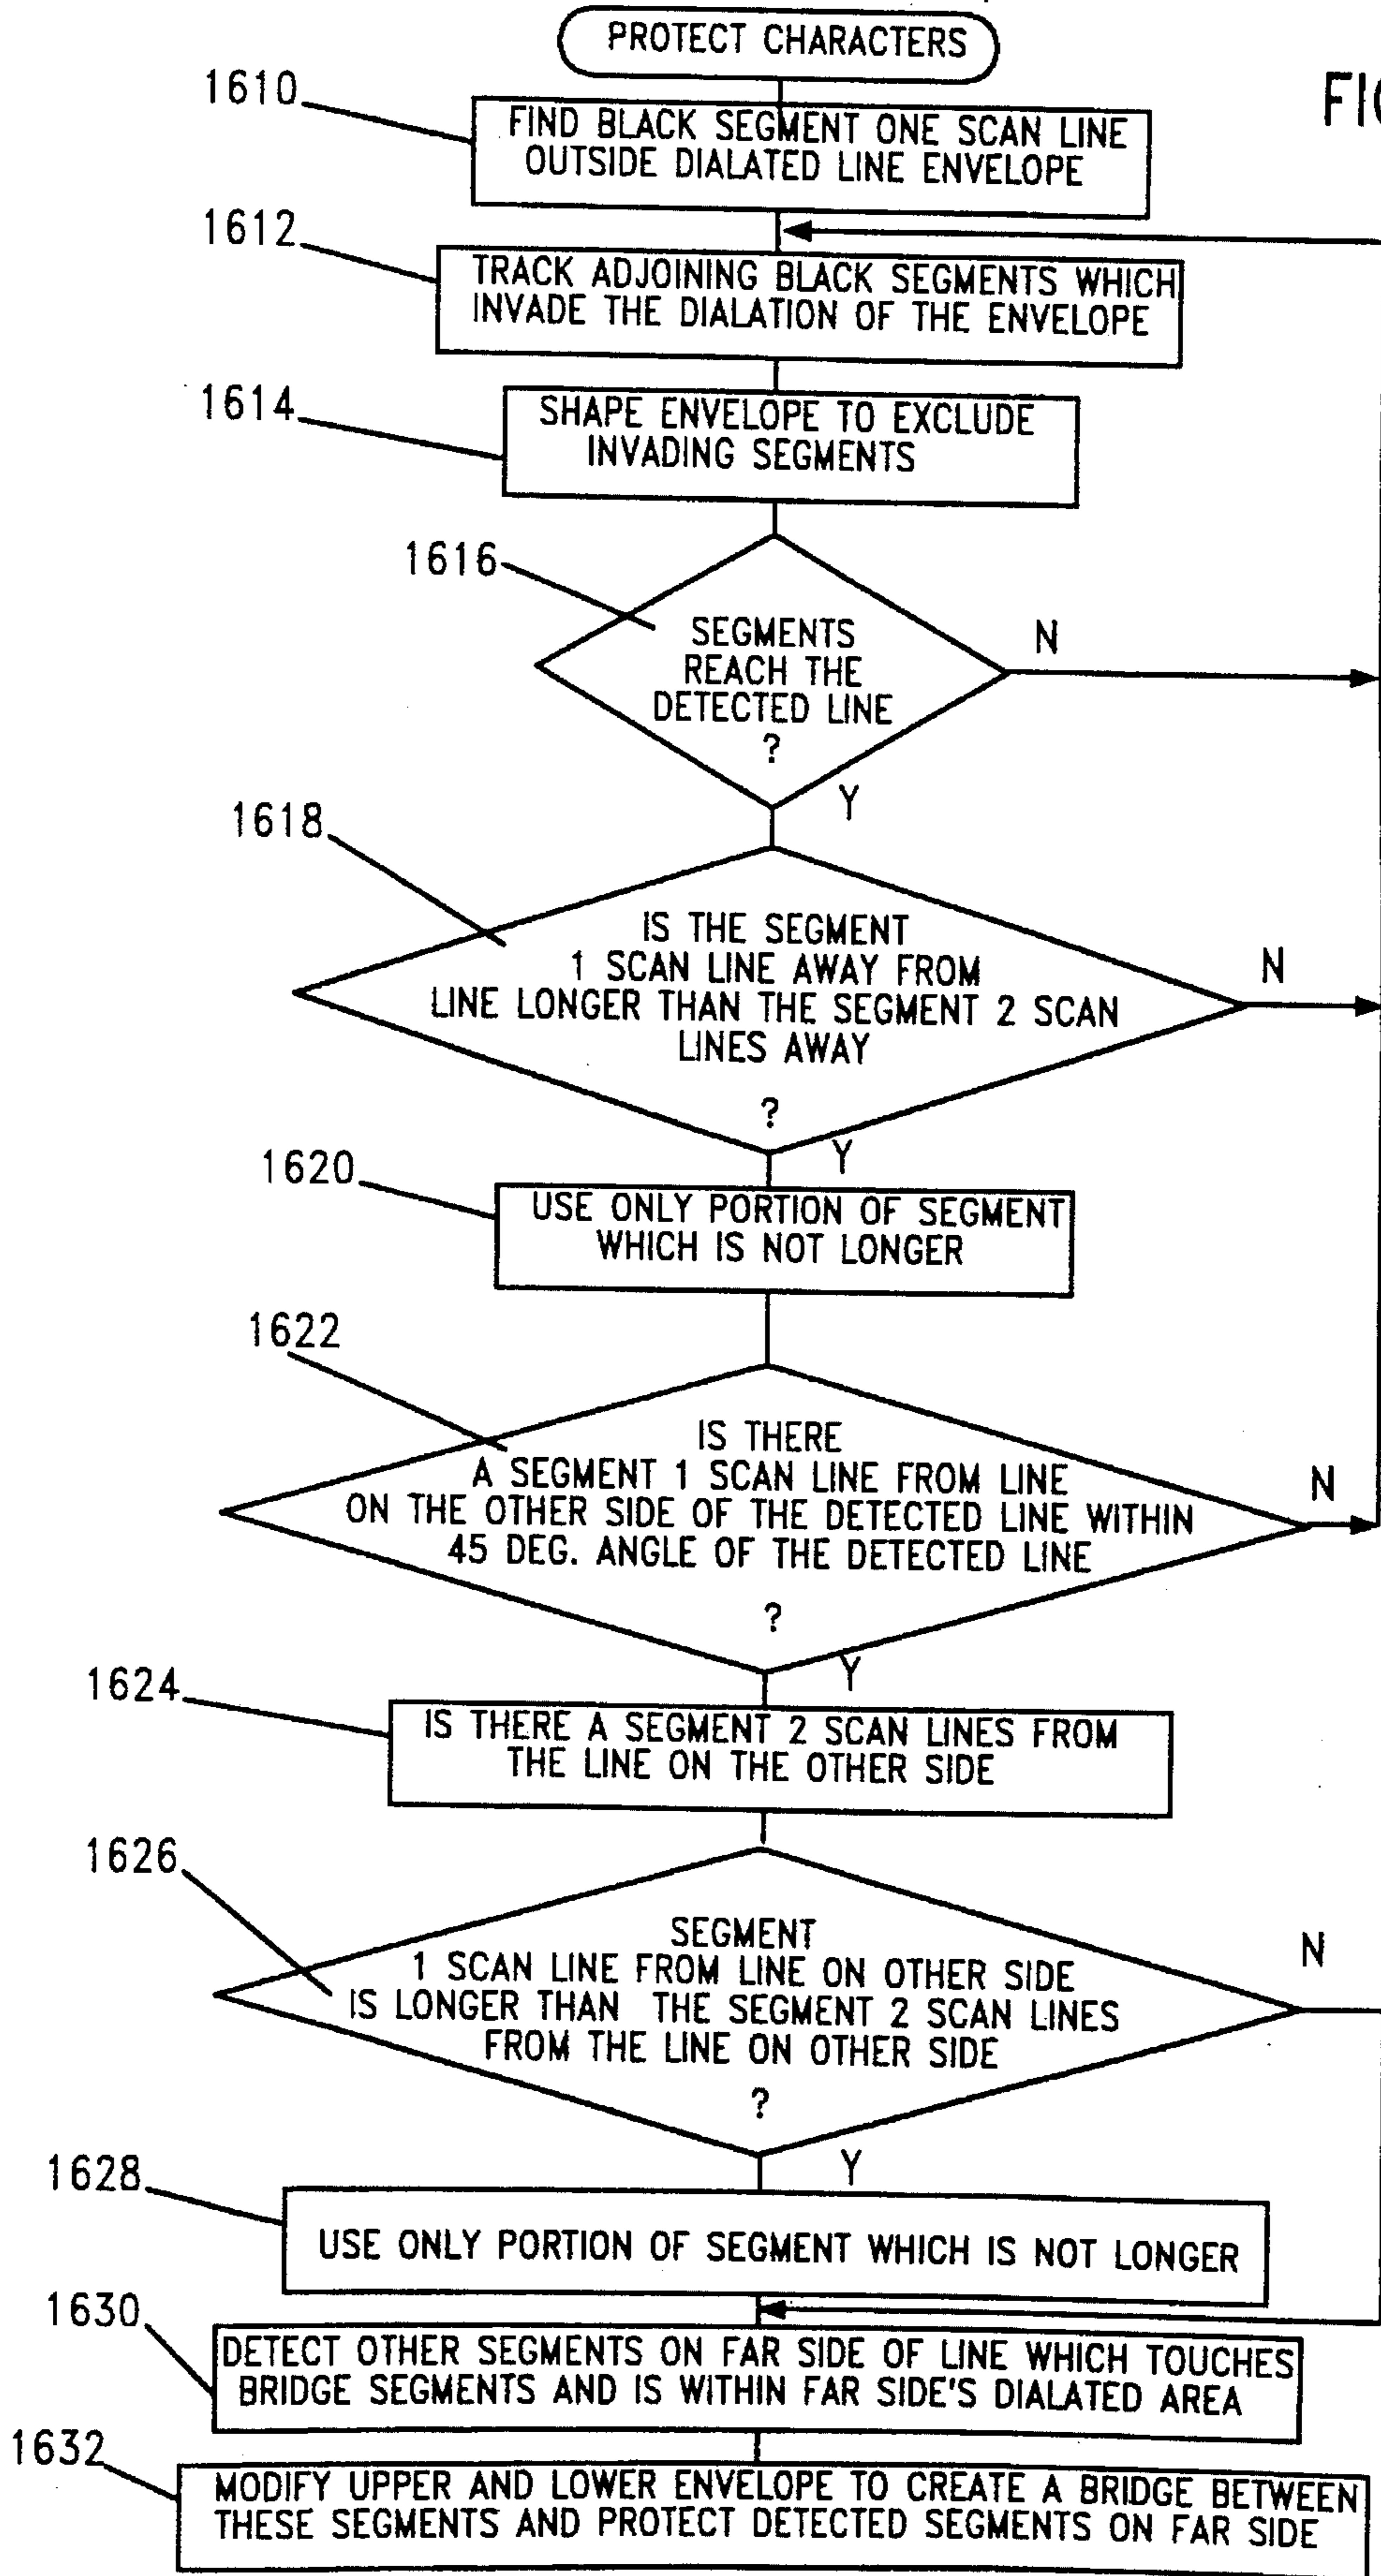 PROTECT CHARACTERS
FIG
1610
FIND BLACK SEGMENT ONE SCAN LINE
OUTSIDE DIALATED LINE ENVELOPE
1612
TRACK ADJOINING BLACK SEGMENTS WHICH
INVADE THE DIALATION OF THE ENVELOPE
1614
SHAPE ENVELOPE TO EXCLUDE
INVADING SEGMENTS
1616
SEGMENTS
REACH THE
DETECTED LINE
?
N
Y
1618
IS THE SEGMENT
1 SCAN LINE AWAY FROM
LINE LONGER THAN THE SEGMENT 2 SCAN
LINES AWAY
?
N
Y
1620
USE ONLY PORTION OF SEGMENT
WHICH IS NOT LONGER
1622
IS THERE
A SEGMENT 1 SCAN LINE FROM LINE
ON THE OTHER SIDE OF THE DETECTED LINE WITHIN
45 DEG. ANGLE OF THE DETECTED LINE
?
N
Y
1624
IS THERE A SEGMENT 2 SCAN LINES FROM
THE LINE ON THE OTHER SIDE
1626
SEGMENT
1 SCAN LINE FROM LINE ON OTHER SIDE
IS LONGER THAN THE SEGMENT 2 SCAN LINES
FROM THE LINE ON OTHER SIDE
?
N
Y
1628
USE ONLY PORTION OF SEGMENT WHICH IS NOT LONGER
1630
DETECT OTHER SEGMENTS ON FAR SIDE OF LINE WHICH TOUCHES
BRIDGE SEGMENTS AND IS WITHIN FAR SIDE'S DIALATED AREA
1632
MODIFY UPPER AND LOWER ENVELOPE TO CREATE A BRIDGE BETWEEN
THESE SEGMENTS AND PROTECT DETECTED SEGMENTS ON FAR SIDE